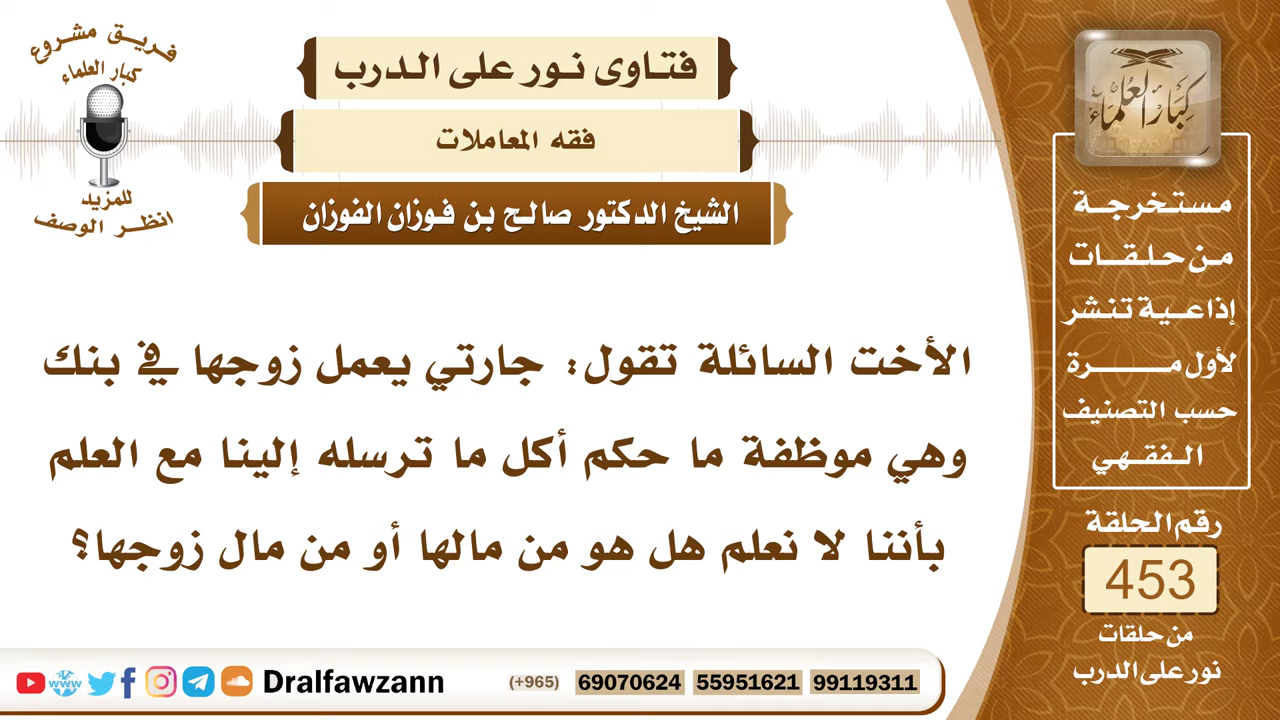 فريق مشروع
كبار العلماء
للمزيد
انظر الوصف
فتاوى نور على الدرب
فقه المعاملات
الشيخ الدكتور صالح بن فوزان الفوزان
الأخت السائلة تقول: جارتي يعمل زوجها في بنك
وهي موظفة ما حكم أكل ما ترسله إلينا مع العلم
بأننا لا نعلم هل هو من مالها أو من مال زوجها؟
كبار العلماء
مستخرجة
من حلقات
إذاعية تنشر
لأول مرة
حسب التصنيف
الفقهي
رقم الحلقة
453
من حلقات
نور على الدرب
www
Dralfawzann
(+965) 69070624 55951621 99119311